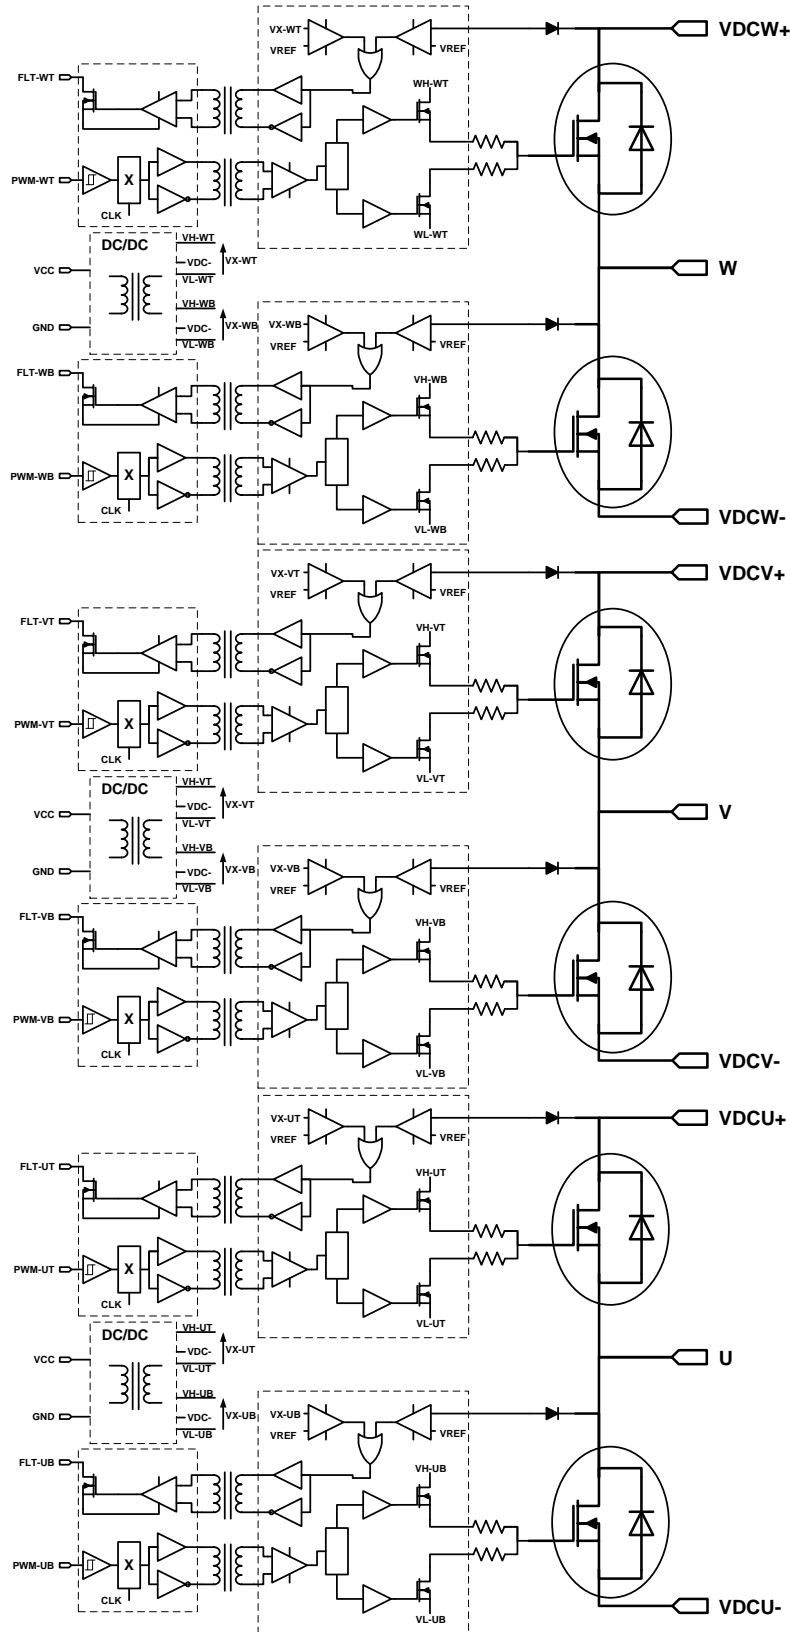 VX-WT
VREF
VREF
VDCW+
FLT-WT
WH-WT
PWM-WT
X
CLK
WL-WT
DC/DC
VH-WT
VDC-
VX-WT
VL-WT
VCC
W
VH-WB
GND
VDC-
VX-WB
VL-WB
VX-WB
VREF
VREF
FLT-WB
VH-WB
PWM-WB
X
CLK
VL-WB
VDCW-
VX-VT
VREF
VREF
VDCV+
FLT-VT
VH-VT
PWM-VT
X
CLK
VL-VT
DC/DC
VH-VT
VDC-
VX-VT
VL-VT
VCC
V
VH-VB
GND
VDC-
VX-VB
VL-VB
VX-VB
VREF
VREF
FLT-VB
VH-VB
PWM-VB
X
CLK
VL-VB
VDCV-
VX-UT
VREF
VREF
VDCU+
FLT-UT
VH-UT
PWM-UT
X
CLK
VL-UT
DC/DC
VH-UT
VDC-
VX-UT
VL-UT
VCC
U
VH-UB
GND
VDC-
VX-UB
VL-UB
VX-UB
VREF
VREF
FLT-UB
VH-UB
PWM-UB
X
CLK
VL-UB
VDCU-